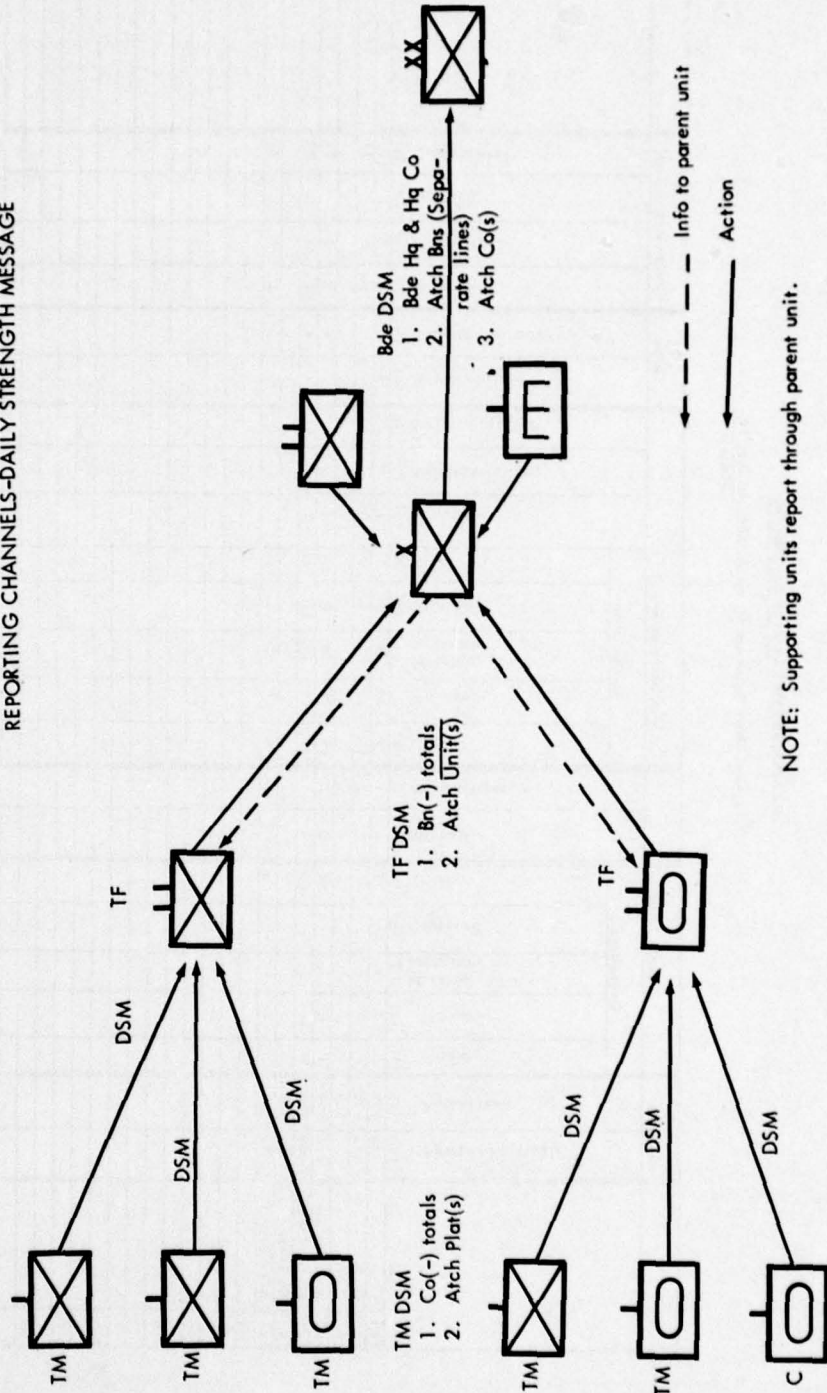 REPORTING CHANNELS-DAILY STRENGTH MESSAGE
TM
TM
TM
DSM
DSM
DSM
TF
TM DSM
1. Co(-) totals
2. Atch Plat(s)
TM
TM
C
DSM
DSM
DSM
TF
TF DSM
1. Bn(-) totals
2. Atch Unit(s)
X
Bde DSM
1. Bde Hq & Hq Co
2. Atch Bns (Sepa-
rate lines)
3. Atch Co(s)
XX
Info to parent unit
Action
NOTE: Supporting units report through parent unit.